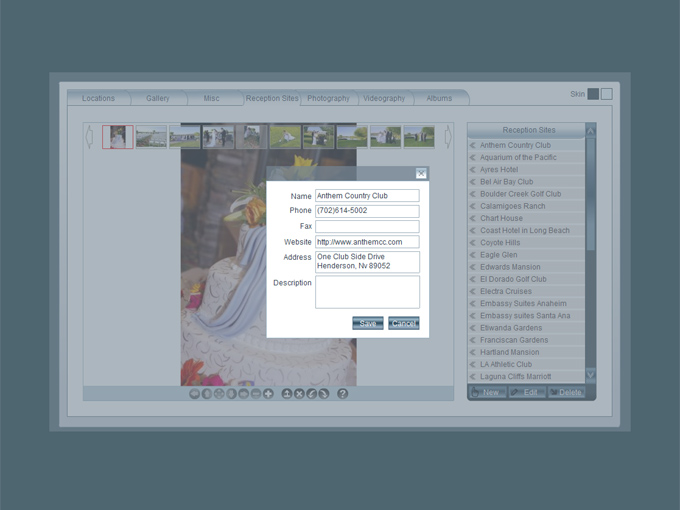 Skin
Locations
Gallery
Misc
Reception Sites
Photography
Videography
Albums
Reception Sites
Anthem Country Club
Aquarium of the Pacific
Ayres Hotel
Bel Air Bay Club
Boulder Creek Golf Club
Calamigoes Ranch
Chart House
Coast Hotel in Long Beach
Coyote Hills
Eagle Glen
Edwards Mansion
El Dorado Golf Club
Electra Cruises
Embassy Suites Anaheim
Embassy suites Santa Ana
Etiwanda Gardens
Franciscan Gardens
Hartland Mansion
LA Athletic Club
Laguna Cliffs Marriott
New
Edit
Delete
Name
Anthem Country Club
Phone
(702)614-5002
Fax
Website
http://www.anthemcc.com
Address
One Club Side Drive
Henderson, Nv 89052
Description
Save
Cancel
?